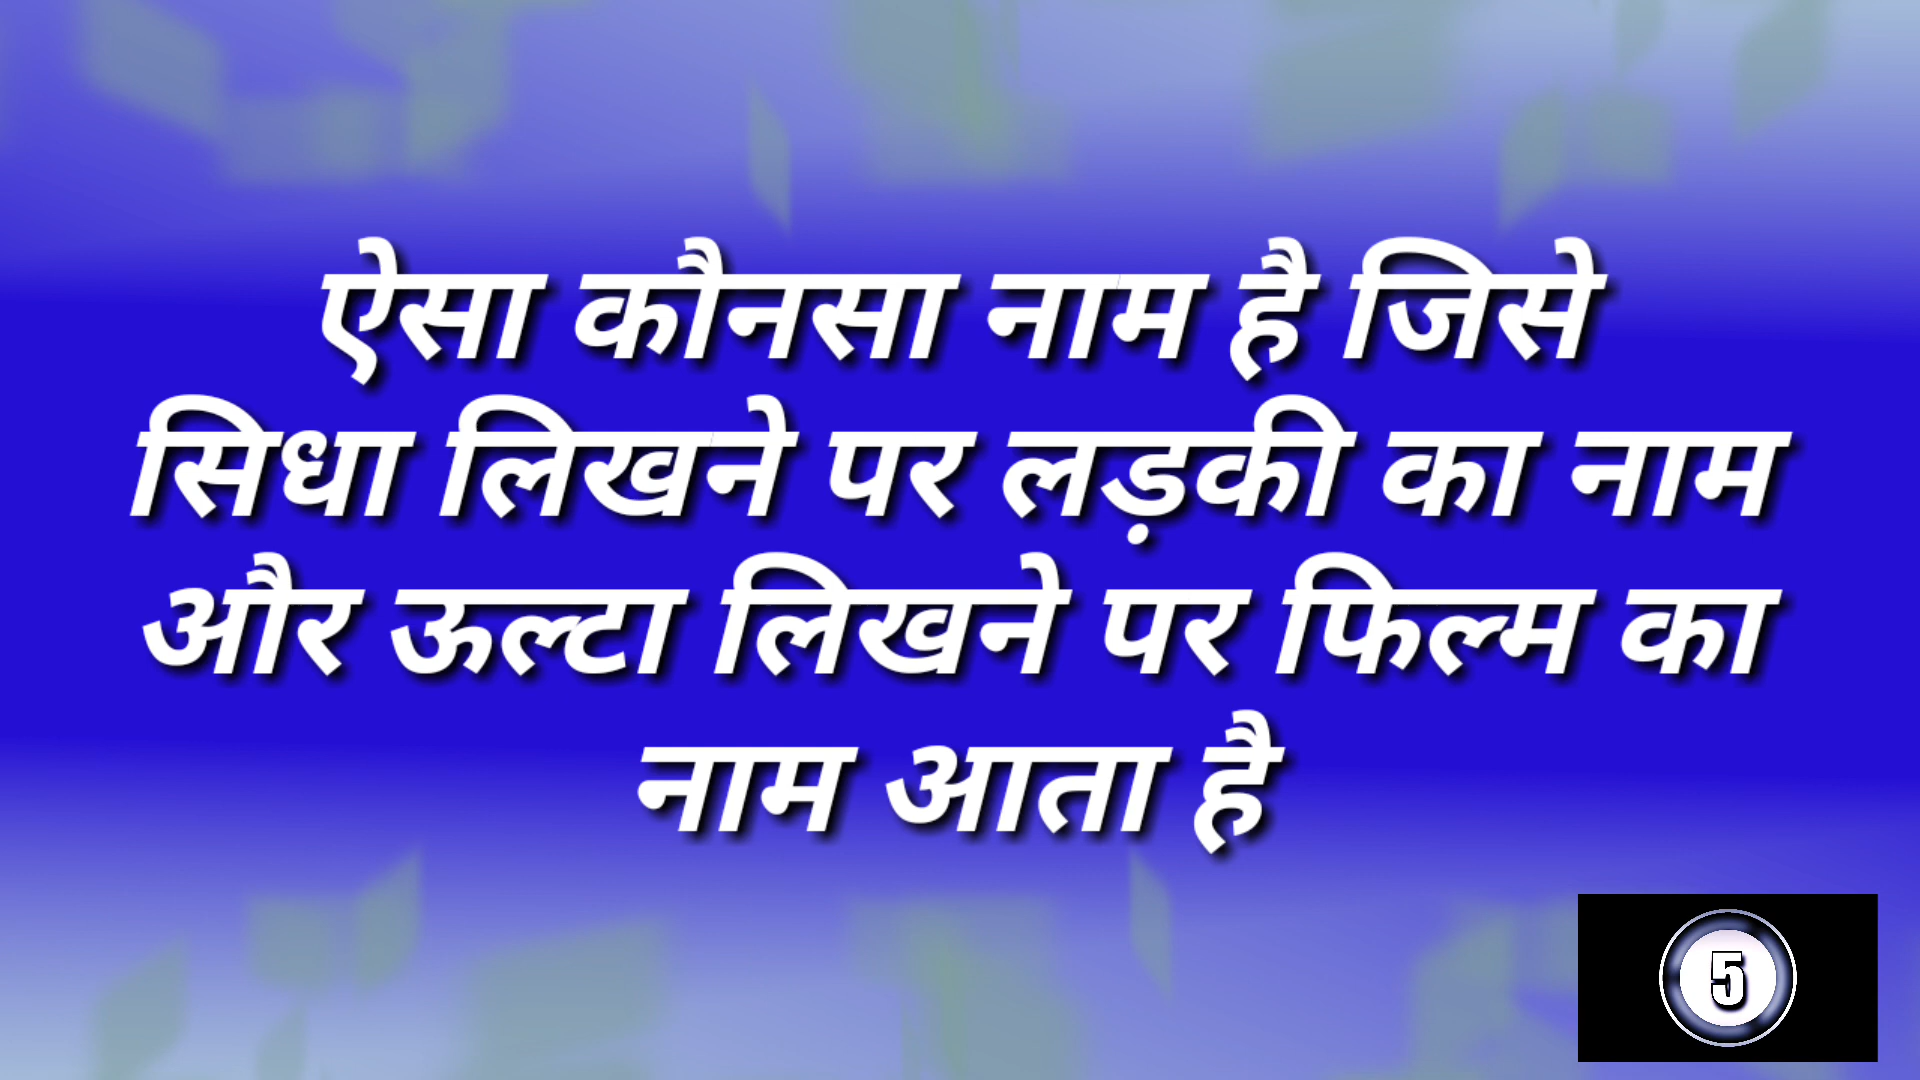 ऐसा कौनसा नाम है जिसे
सिधा लिखने पर लड़की का नाम
और ऊल्टा लिखने पर फिल्म का
नाम आता है
5